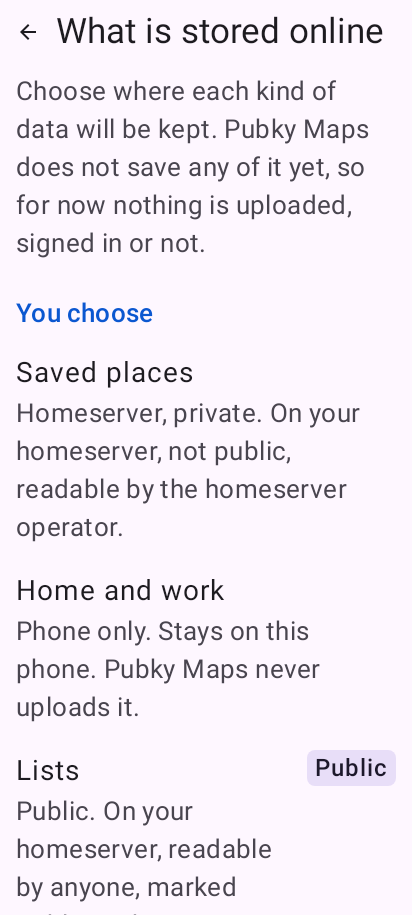 What is stored online
Choose where each kind of
data will be kept. Pubky Maps
does not save any of it yet, so
for now nothing is uploaded,
signed in or not.
You choose
Saved places
Homeserver, private. On your
homeserver, not public,
readable by the homeserver
operator.
Home and work
Phone only. Stays on this
phone. Pubky Maps never
uploads it.
Lists
Public
Public. On your
homeserver, readable
by anyone, marked